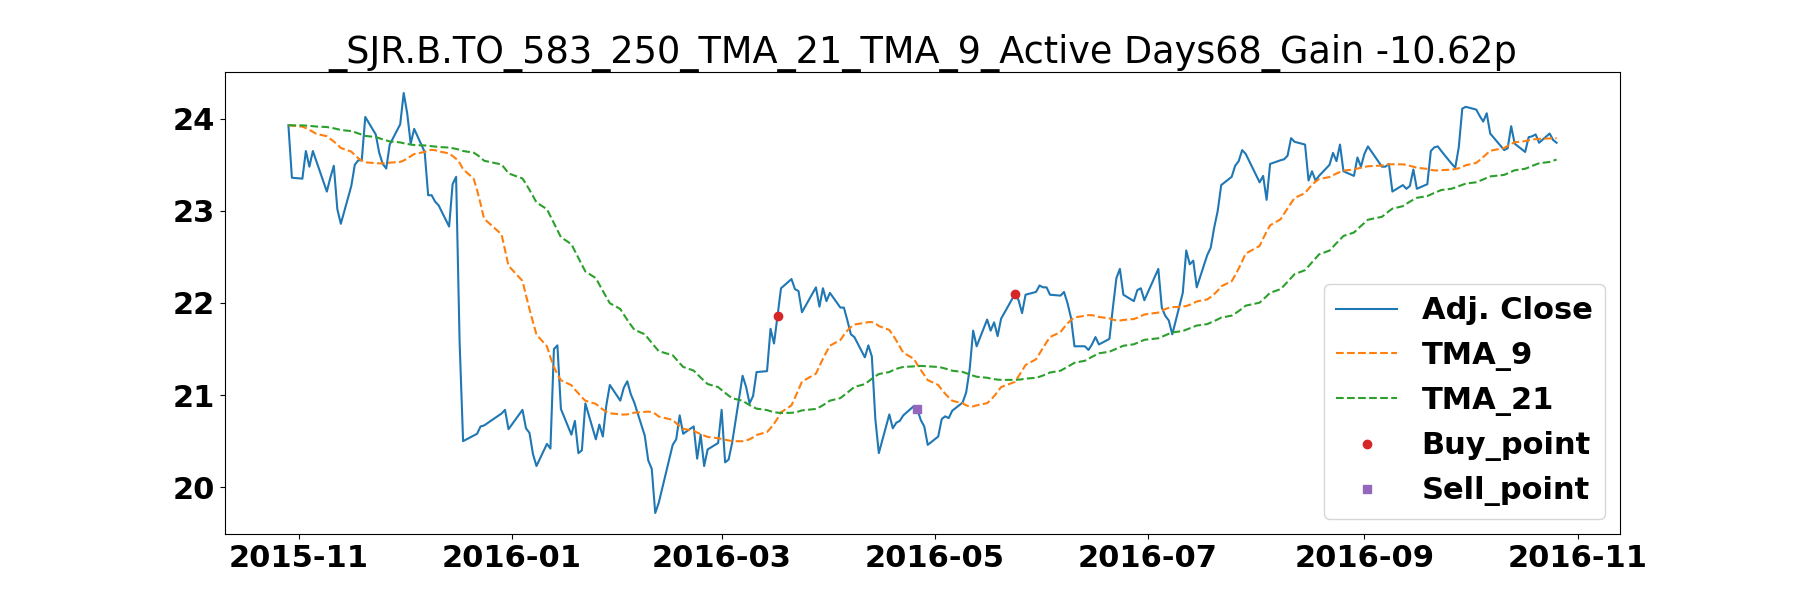 _SJR.B.TO_583_250_TMA_21_TMA_9_Active Days68_Gain -10.62p
24
23
22
21
20
2015-11 2016-01 2016-03 2016-05 2016-07 2016-09 2016-11
Adj. Close
TMA_9
TMA_21
Buy_point
Sell_point